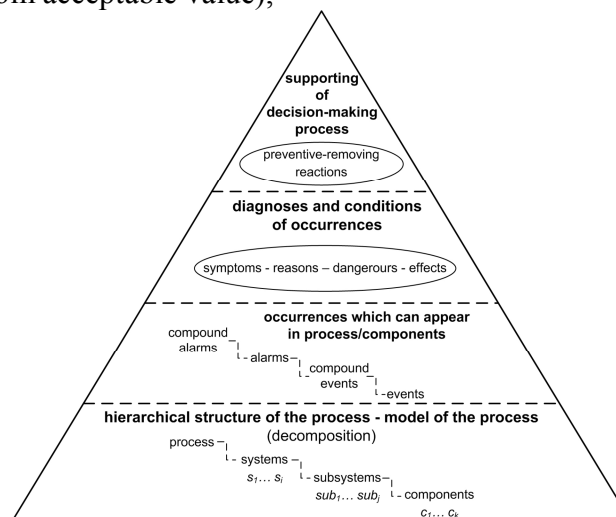 om acceptable value),
supporting
of
decision-making
process
preventive-removing
reactions
diagnoses and conditions
of occurrences
symptoms - reasons – dangerours - effects
occurrences which can appear
in process/components
compound
alarms
alarms
compound
events
events
hierarchical structure of the process - model of the process
(decomposition)
process
systems
s₁... sᵢ
subsystems
sub₁... subⱼ
components
c₁... cₖ